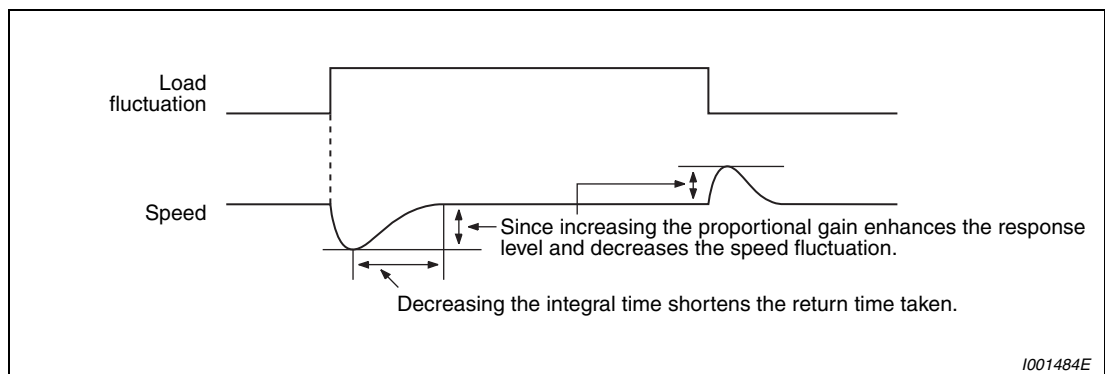 Load
fluctuation
Speed
Since increasing the proportional gain enhances the response
level and decreases the speed fluctuation.
Decreasing the integral time shortens the return time taken.
I001484E